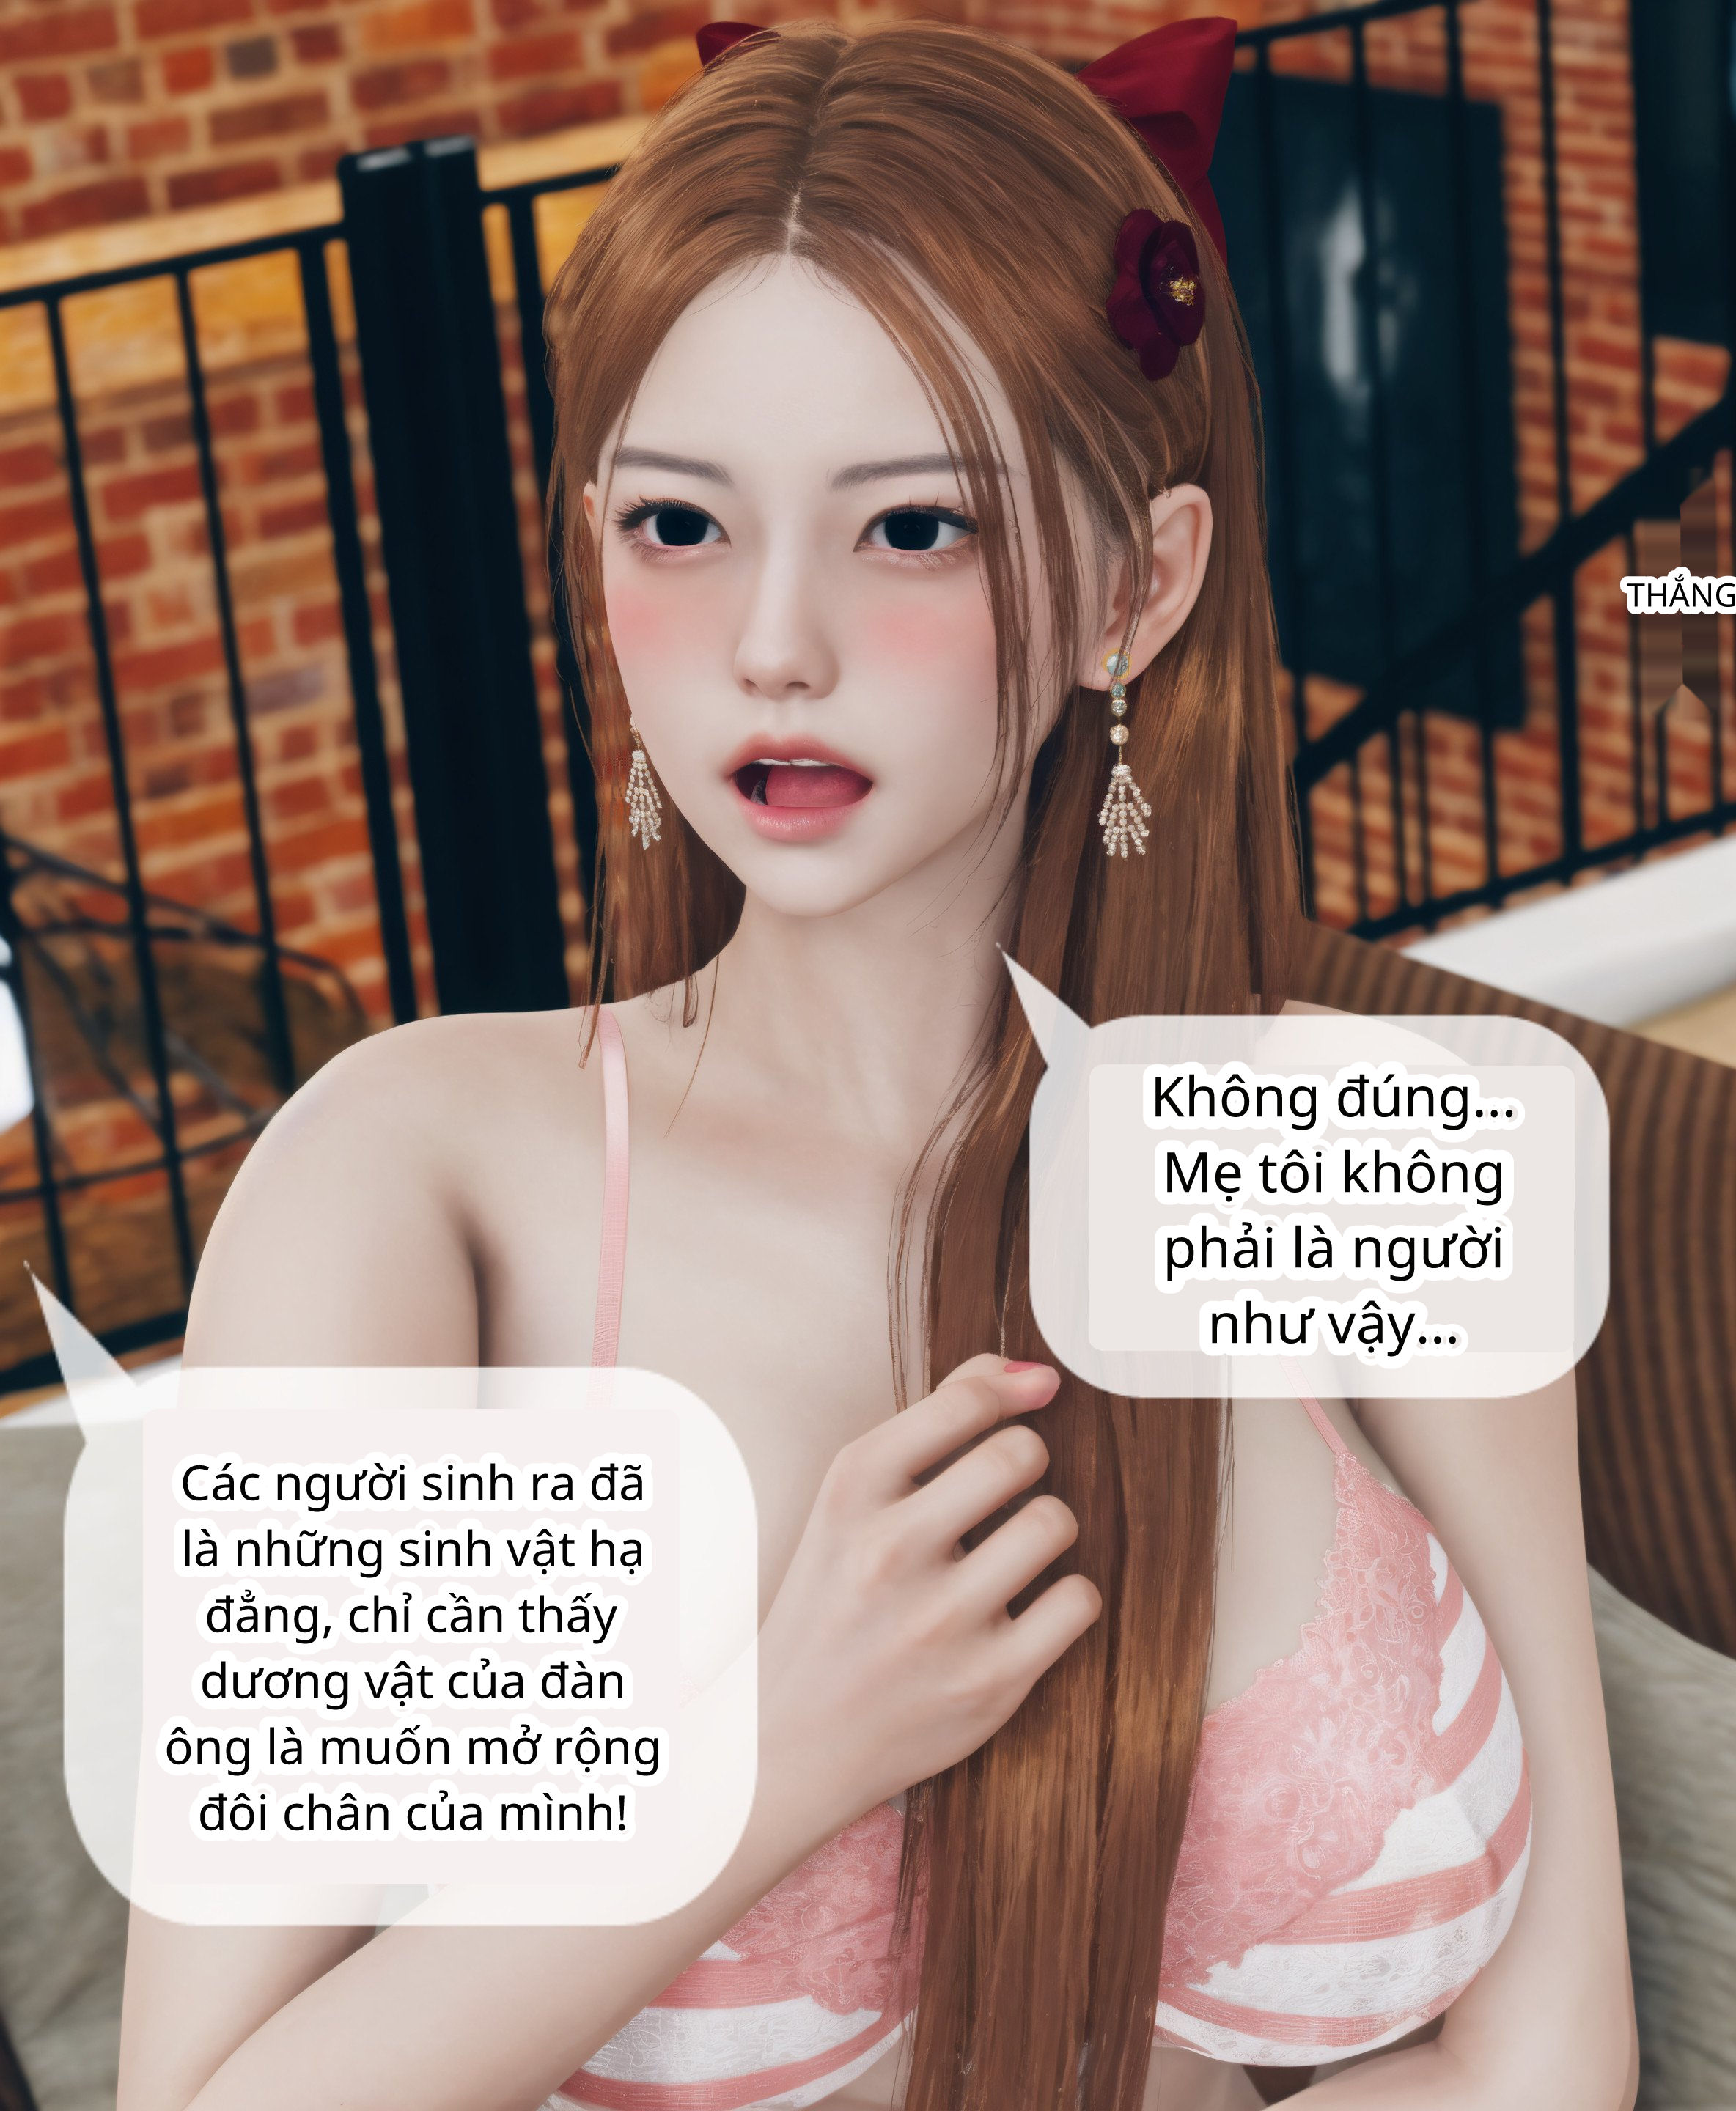 THẮNG
Không đúng...
Mẹ tôi không
phải là người
như vậy...
Các người sinh ra đã
là những sinh vật hạ
đẳng, chỉ cần thấy
dương vật của đàn
ông là muốn mở rộng
đôi chân của mình!